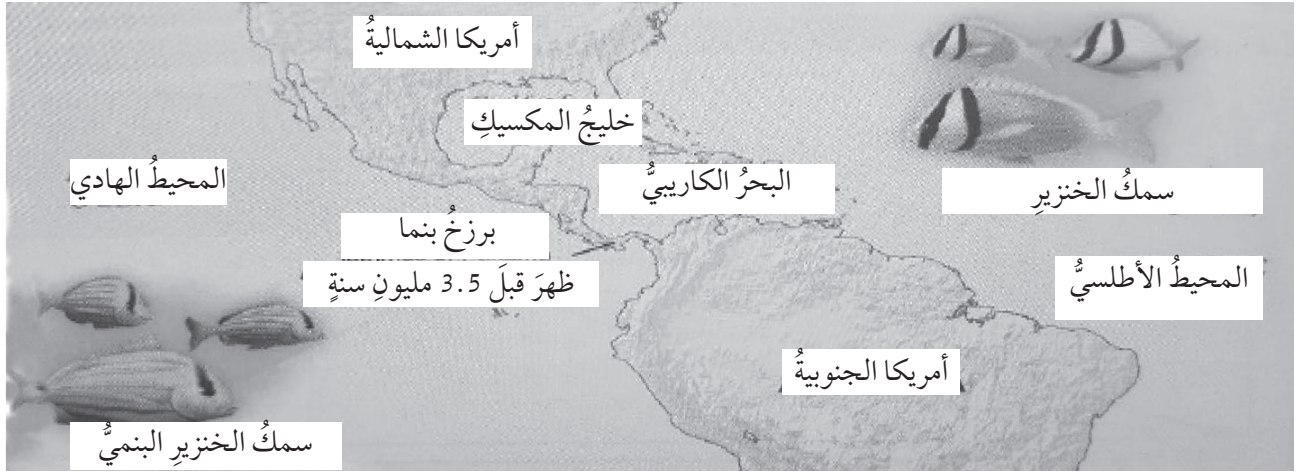 أمريكا الشماليةُ
خليجُ المكسيكِ
المحيطُ الهادي
البحرُ الكاريبيُّ
سمكُ الخنزيرِ
برزخُ بنما
ظهرَ قبلَ 3.5 مليونِ سنةٍ
المحيطُ الأطلسيُّ
أمريكا الجنوبيةُ
سمكُ الخنزيرِ البنميُّ